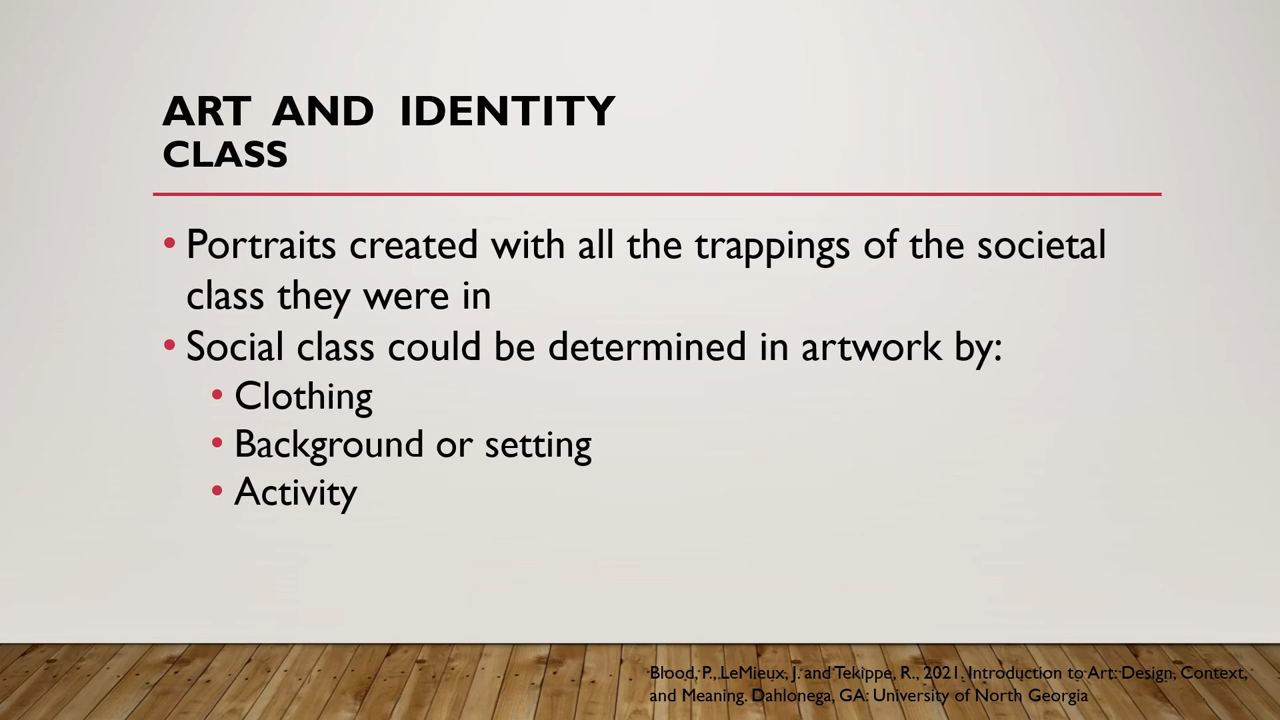 ART AND IDENTITY
CLASS
• Portraits created with all the trappings of the societal
class they were in
• Social class could be determined in artwork by:
• Clothing
• Background or setting
• Activity
Blood, P., LeMieux, J. and Tekippe, R., 2021. Introduction to Art: Design, Context,
and Meaning. Dahlonega, GA: University of North Georgia